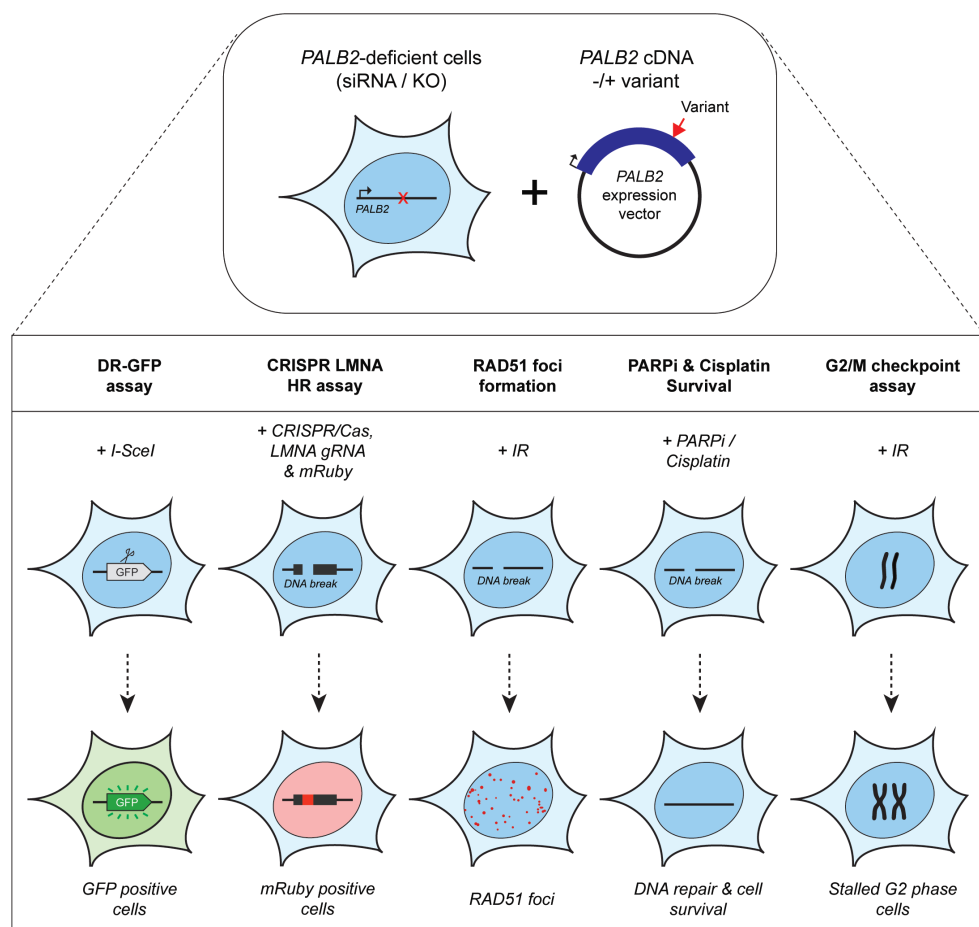 PALB2-deficient cells
(siRNA / KO)
PALB2 cDNA
-/+ variant
Variant
PALB2
PALB2
expression
vector
DR-GFP
assay
CRISPR LMNA
HR assay
RAD51 foci
formation
PARPi & Cisplatin
Survival
G2/M checkpoint
assay
+ I-SceI
+ CRISPR/Cas,
LMNA gRNA
& mRuby
+ IR
+ PARPi /
Cisplatin
+ IR
GFP
DNA break
DNA break
DNA break
GFP
GFP positive
cells
mRuby positive
cells
RAD51 foci
DNA repair & cell
survival
Stalled G2 phase
cells